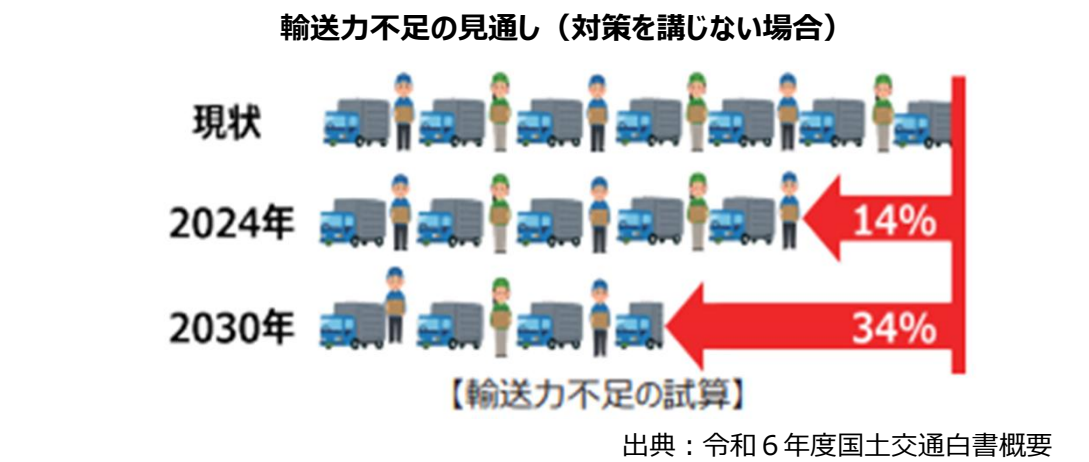 輸送力不足の見通し（対策を講じない場合）
現状
2024年
14%
2030年
34%
【輸送力不足の試算】
出典：令和６年度国土交通白書概要